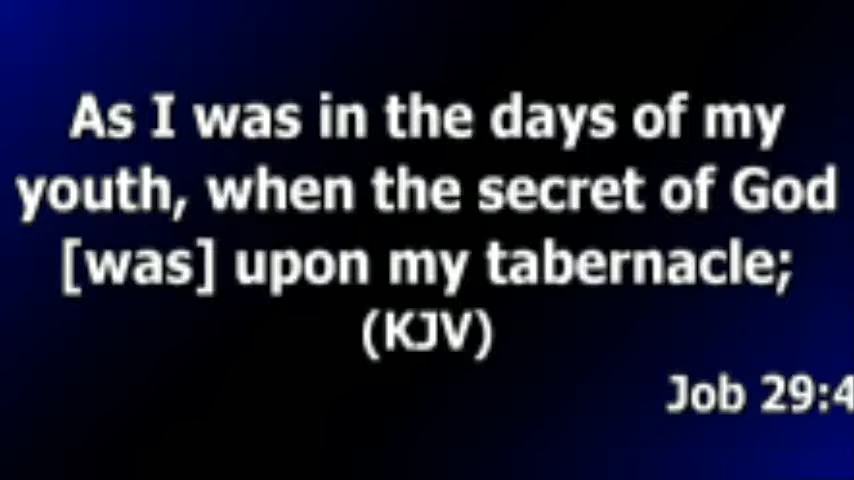 As I was in the days of my
youth, when the secret of God
[was] upon my tabernacle;
(KJV)
Job 29:4